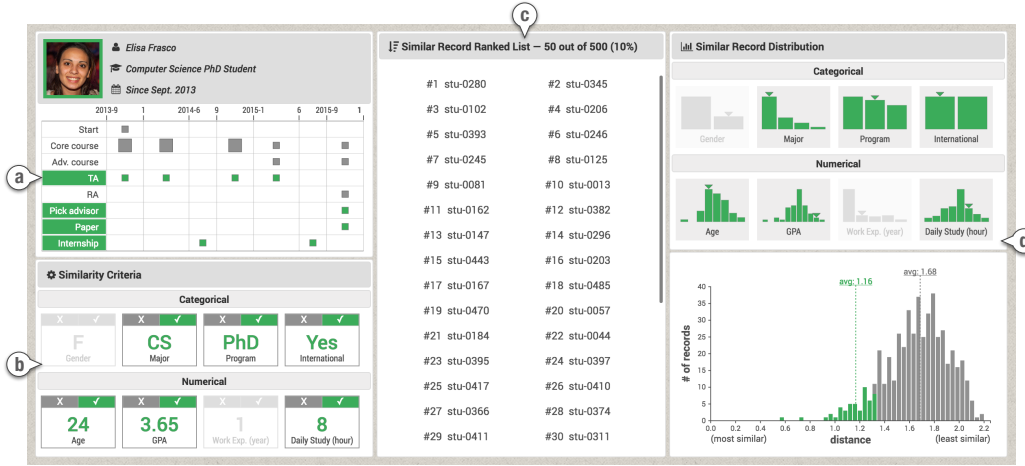 c
Elisa Frasco
Computer Science PhD Student
Since Sept. 2013
2013-9 1 2014-6 9 2015-1 6 2015-9 1
Start
Core course
Adv. course
a
TA
RA
Pick advisor
Paper
Internship
Similarity Criteria
Categorical
X ✓ X ✓ X ✓ X ✓
F CS PhD Yes
Gender Major Program International
b
Numerical
X ✓ X ✓ X ✓ X ✓
24 3.65 1 8
Age GPA Work Exp. (year) Daily Study (hour)
Similar Record Ranked List — 50 out of 500 (10%)
#1 stu-0280 #2 stu-0345
#3 stu-0102 #4 stu-0206
#5 stu-0393 #6 stu-0246
#7 stu-0245 #8 stu-0125
#9 stu-0081 #10 stu-0013
#11 stu-0162 #12 stu-0382
#13 stu-0147 #14 stu-0296
#15 stu-0443 #16 stu-0203
#17 stu-0167 #18 stu-0485
#19 stu-0470 #20 stu-0057
#21 stu-0184 #22 stu-0044
#23 stu-0395 #24 stu-0397
#25 stu-0417 #26 stu-0410
#27 stu-0366 #28 stu-0374
#29 stu-0411 #30 stu-0311
Similar Record Distribution
Categorical
Gender Major Program International
Numerical
Age GPA Work Exp. (year) Daily Study (hour)
avg: 1.68
avg: 1.16
40
35
30
25
20
15
10
5
0
# of records
0.0 0.2 0.4 0.6 0.8 1.0 1.2 1.4 1.6 1.8 2.0 2.2
(most similar) distance (least similar)